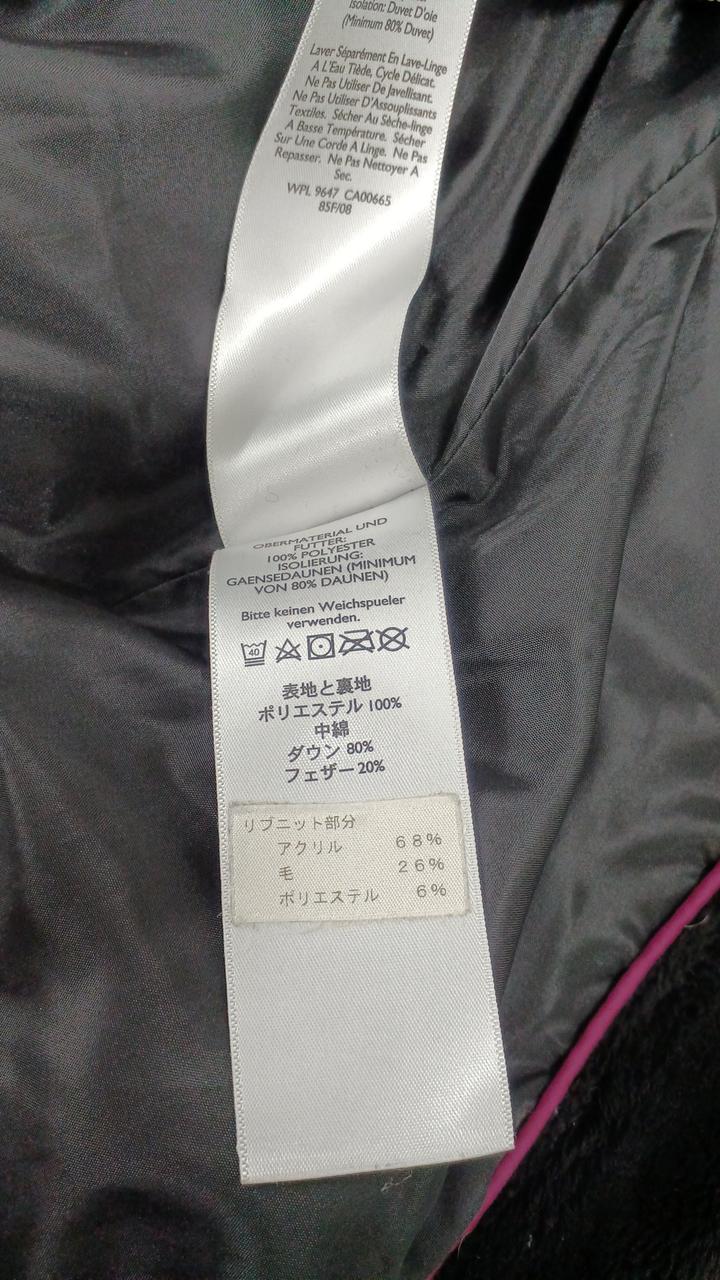 Isolation: Duvet D'oie
(Minimum 80% Duvet)
Laver Séparément En Lave-Linge
A L'Eau Tiède, Cycle Délicat.
Ne Pas Utiliser De Javellisant.
Ne Pas Utiliser D'Assouplissants
Textiles. Sécher Au Sèche-linge
A Basse Température. Sécher
Sur Une Corde A Linge. Ne Pas
Repasser. Ne Pas Nettoyer A
Sec.
WPL 9647 CA00665
85F/08
OBERMATERIAL UND
FUTTER:
100% POLYESTER
ISOLIERUNG:
GAENSEDAUNEN (MINIMUM
VON 80% DAUNEN)
Bitte keinen Weichspueler
verwenden.
40
表地と裏地
ポリエステル 100%
中綿
ダウン 80%
フェザー 20%
リブニット部分
アクリル 68%
毛 26%
ポリエステル 6%